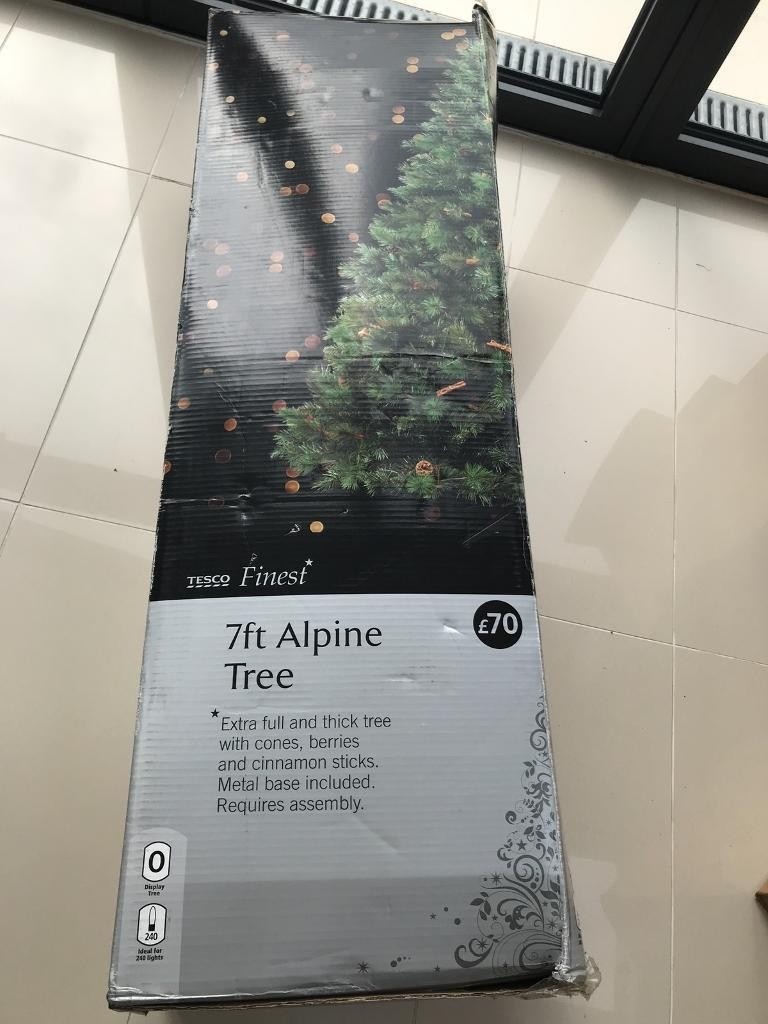 TESCO Finest*
£70
7ft Alpine
Tree
*Extra full and thick tree
with cones, berries
and cinnamon sticks.
Metal base included.
Requires assembly.
0
Display
Tree
240
Ideal for
240 lights